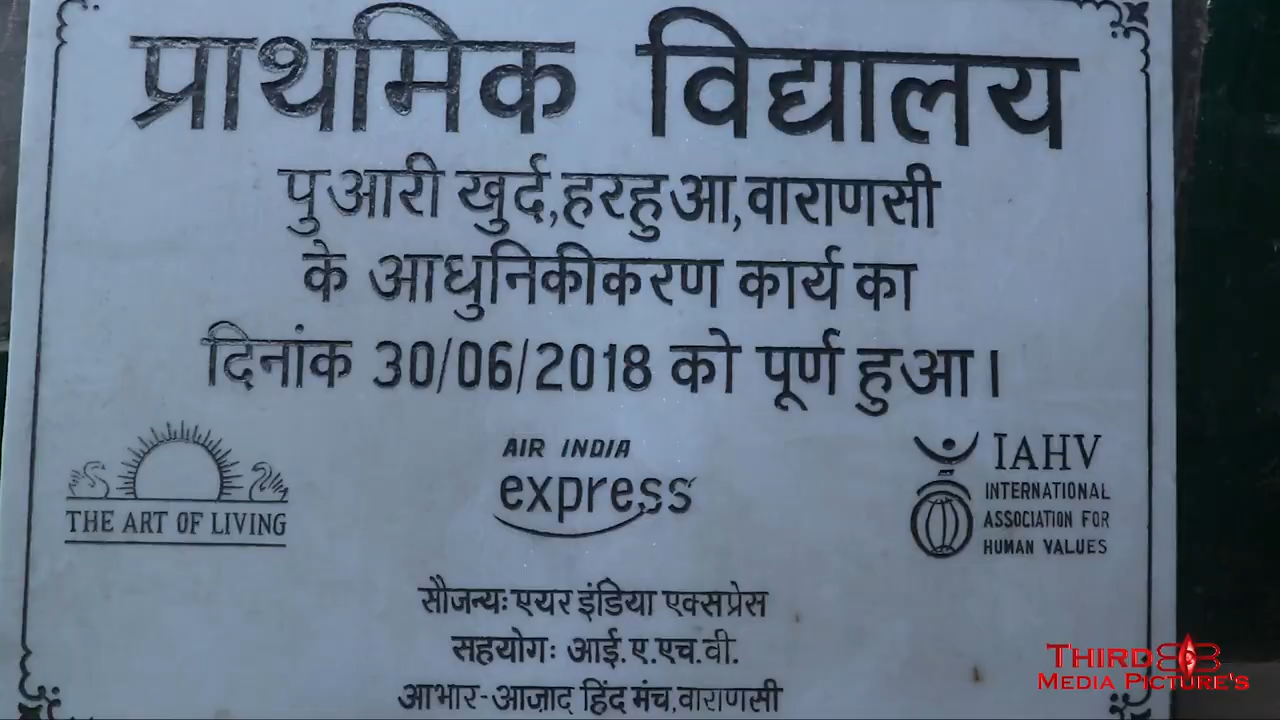 प्राथमिक विद्यालय
पुआरी खुर्द,हरहुआ,वाराणसी
के आधुनिकीकरण कार्य का
दिनांक 30/06/2018 को पूर्ण हुआ।
THE ART OF LIVING
AIR INDIA
express
IAHV
INTERNATIONAL
ASSOCIATION FOR
HUMAN VALUES
सौजन्यः एयर इंडिया एक्सप्रेस
सहयोगः आई.ए.एच.वी.
आभार-आज़ाद हिंद मंच,वाराणसी
THIRD
MEDIA PICTURE'S